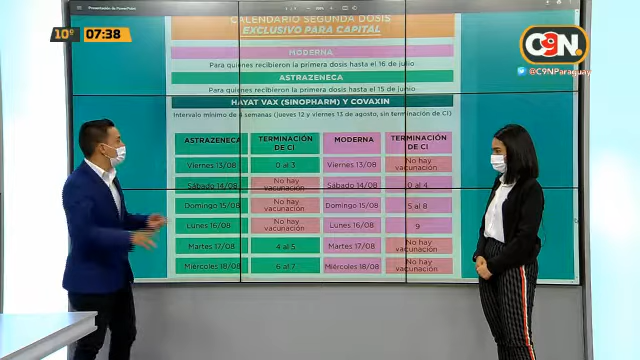 Presentación de PowerPoint
10º
07:38
C9N
@C9NParaguay
CALENDARIO SEGUNDA DOSIS
EXCLUSIVO PARA CAPITAL
MODERNA
Para quienes recibieron la primera dosis hasta el 16 de julio
ASTRAZENECA
Para quienes recibieron la primera dosis hasta el 15 de junio
HAYAT VAX (SINOPHARM) Y COVAXIN
Intervalo mínimo de 4 semanas (jueves 12 y viernes 13 de agosto, sin terminación de CI)
ASTRAZENECA TERMINACIÓN DE CI MODERNA TERMINACIÓN DE CI
Viernes 13/08 0 al 3 Viernes 13/08 No hay vacunación
Sábado 14/08 No hay vacunación Sábado 14/08 0 al 4
Domingo 15/08 No hay vacunación Domingo 15/08 5 al 8
Lunes 16/08 No hay vacunación Lunes 16/08 9
Martes 17/08 4 al 5 Martes 17/08 No hay vacunación
Miércoles 18/08 6 al 7 Miércoles 18/08 No hay vacunación